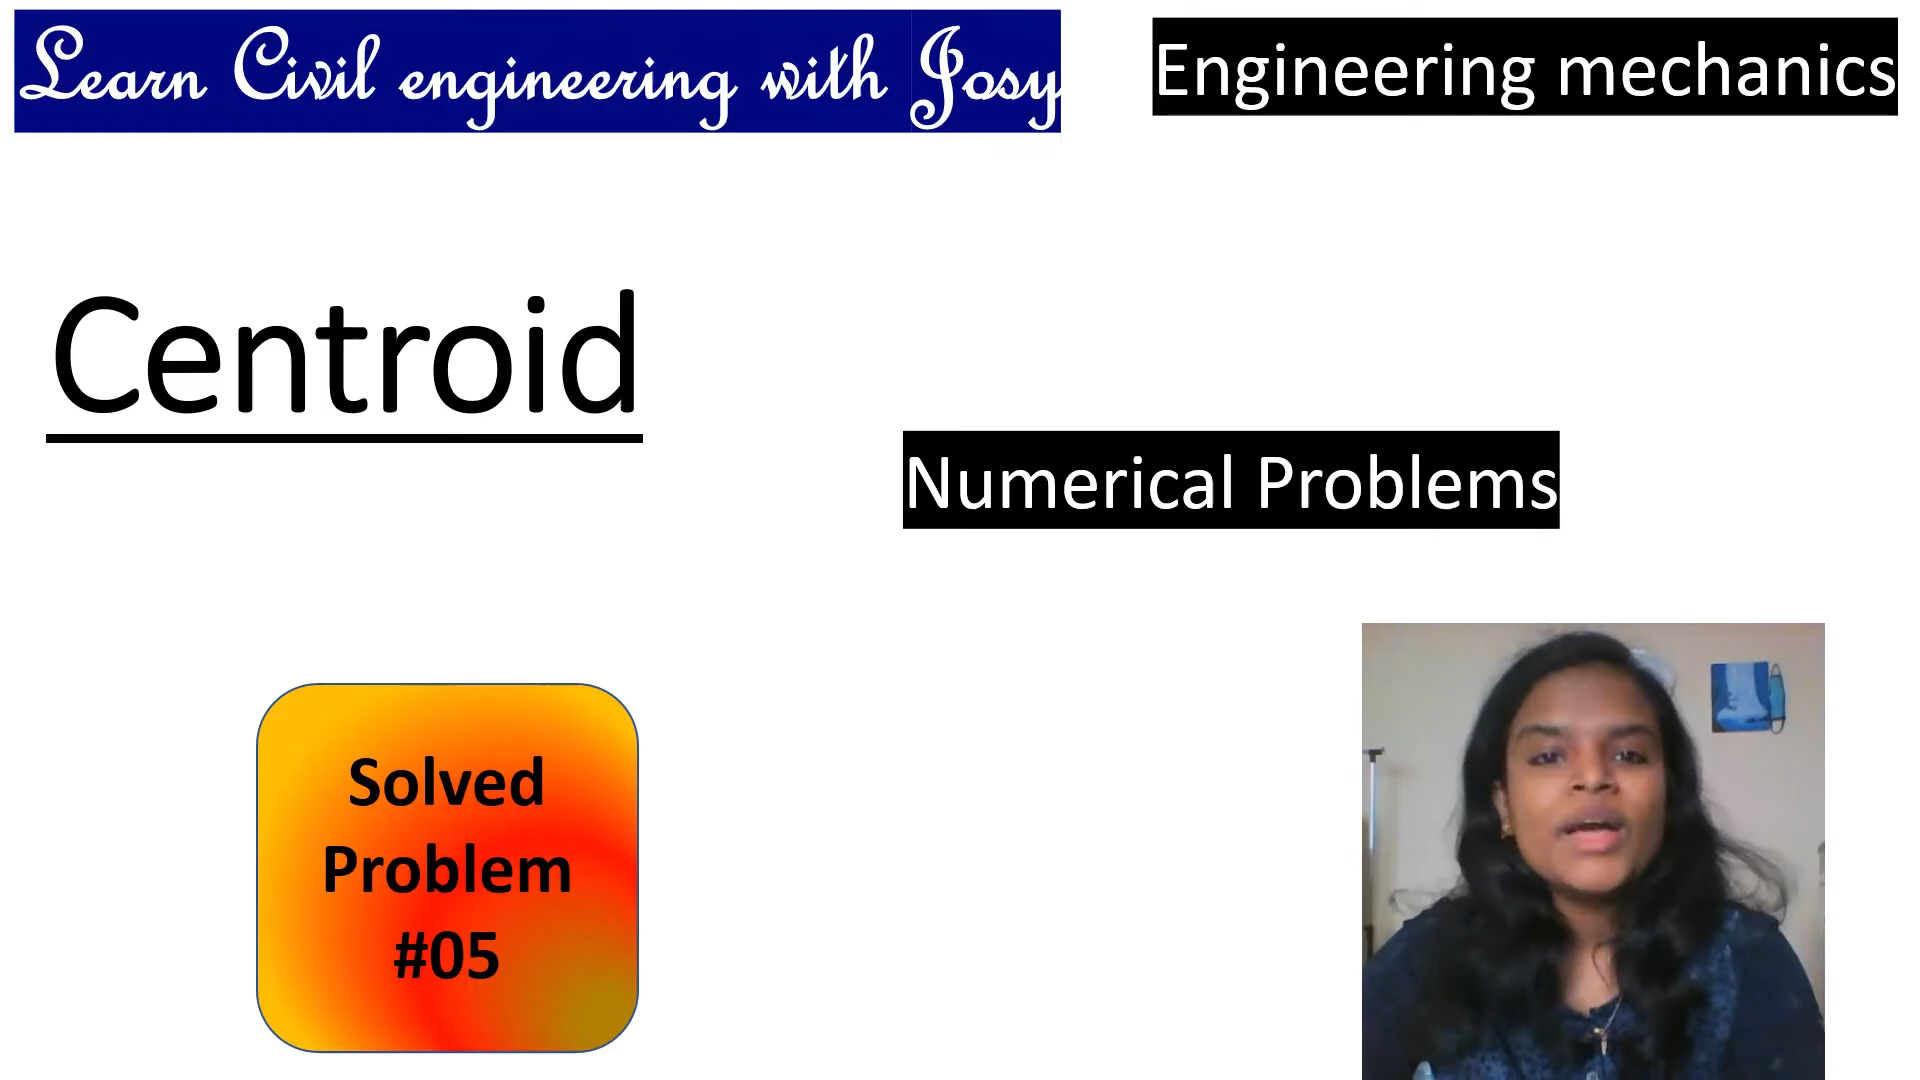 Learn Civil engineering with Josy
Engineering mechanics
Centroid
Numerical Problems
Solved
Problem
#05